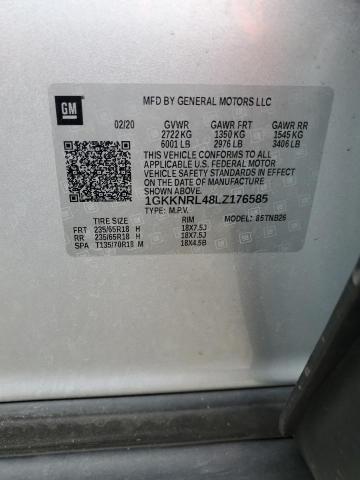 GM
MFD BY GENERAL MOTORS LLC
02/20 GVWR GAWR FRT GAWR RR
2722 KG 1350 KG 1545 KG
6001 LB 2976 LB 3406 LB
THIS VEHICLE CONFORMS TO ALL
APPLICABLE U.S. FEDERAL MOTOR
VEHICLE SAFETY STANDARDS IN EFFECT
ON THE DATE OF MANUFACTURE
SHOWN ABOVE.
1GKKNRL48LZ176585
TYPE: M.P.V. MODEL: 85TNB26
TIRE SIZE RIM
FRT 235/65R18 H 18X7.5J
RR 235/65R18 H 18X7.5J
SPA T135/70R18 M 18X4.5B